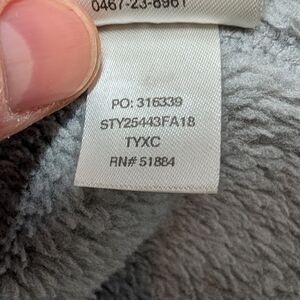 0467-23-8961
PO: 316339
STY25443FA18
TYXC
RN# 51884